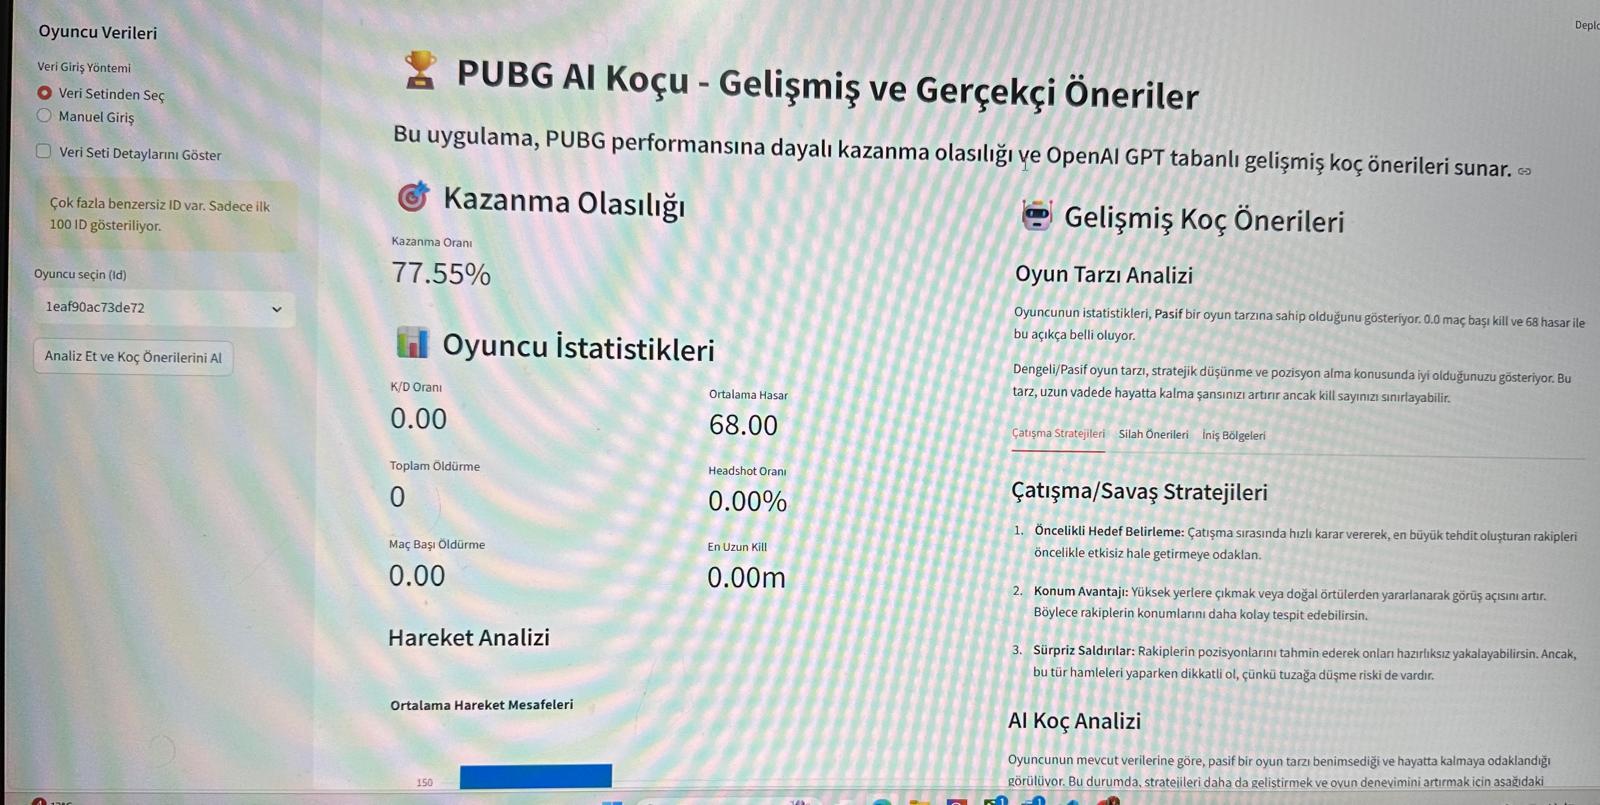 Oyuncu Verileri
Veri Giriş Yöntemi
Veri Setinden Seç
Manuel Giriş
Veri Seti Detaylarını Göster
Çok fazla benzersiz ID var. Sadece ilk
100 ID gösteriliyor.
Oyuncu seçin (Id)
1eaf90ac73de72
Analiz Et ve Koç Önerilerini Al
PUBG AI Koçu - Gelişmiş ve Gerçekçi Öneriler
Bu uygulama, PUBG performansına dayalı kazanma olasılığı ve OpenAI GPT tabanlı gelişmiş koç önerileri sunar.
Kazanma Olasılığı
Kazanma Oranı
77.55%
Oyuncu İstatistikleri
K/D Oranı
0.00
Ortalama Hasar
68.00
Toplam Öldürme
0
Headshot Oranı
0.00%
Maç Başı Öldürme
0.00
En Uzun Kill
0.00m
Hareket Analizi
Ortalama Hareket Mesafeleri
150
Gelişmiş Koç Önerileri
Oyun Tarzı Analizi
Oyuncunun istatistikleri, Pasif bir oyun tarzına sahip olduğunu gösteriyor. 0.0 maç başı kill ve 68 hasar ile
bu açıkça belli oluyor.
Dengeli/Pasif oyun tarzı, stratejik düşünme ve pozisyon alma konusunda iyi olduğunuzu gösteriyor. Bu
tarz, uzun vadede hayatta kalma şansınızı artırır ancak kill sayınızı sınırlayabilir.
Çatışma Stratejileri Silah Önerileri İniş Bölgeleri
Çatışma/Savaş Stratejileri
1. Öncelikli Hedef Belirleme: Çatışma sırasında hızlı karar vererek, en büyük tehdit oluşturan rakipleri
öncelikle etkisiz hale getirmeye odaklan.
2. Konum Avantajı: Yüksek yerlere çıkmak veya doğal örtülerden yararlanarak görüş açısını artır.
Böylece rakiplerin konumlarını daha kolay tespit edebilirsin.
3. Sürpriz Saldırılar: Rakiplerin pozisyonlarını tahmin ederek onları hazırlıksız yakalayabilirsin. Ancak,
bu tür hamleleri yaparken dikkatli ol, çünkü tuzağa düşme riski de vardır.
AI Koç Analizi
Oyuncunun mevcut verilerine göre, pasif bir oyun tarzı benimsediği ve hayatta kalmaya odaklandığı
görülüyor. Bu durumda, stratejileri daha da geliştirmek ve oyun deneyimini artırmak için aşağıdaki